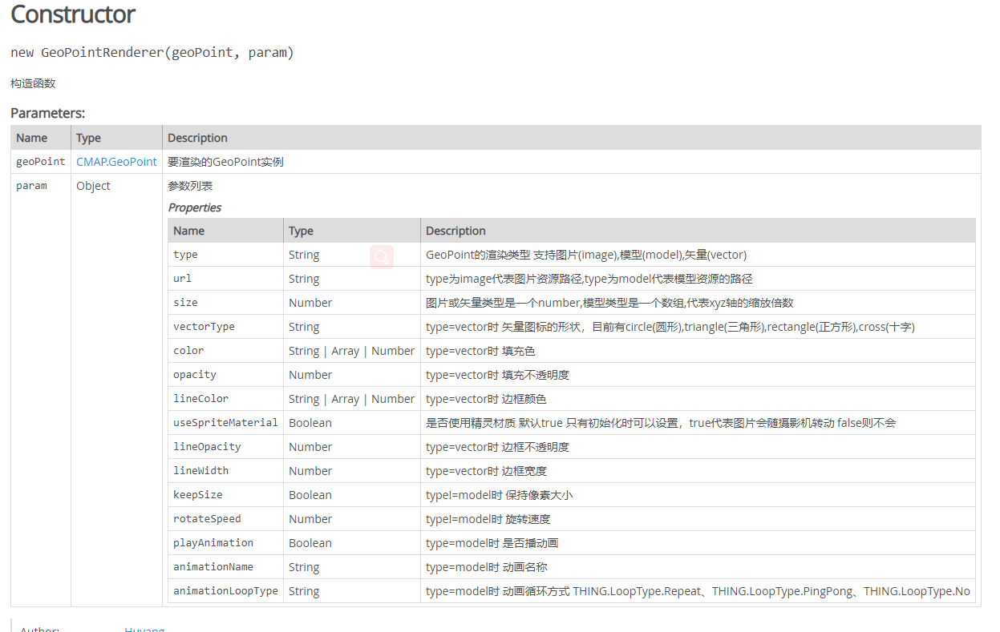 Constructor
new GeoPointRenderer(geoPoint, param)
构造函数
Parameters:
Name Type Description
geoPoint CMAP.GeoPoint 要渲染的GeoPoint实例
param Object 参数列表
Properties
Name Type Description
type String GeoPoint的渲染类型 支持图片(image),模型(model),矢量(vector)
url String type为image代表图片资源路径,type为model代表模型资源的路径
size Number 图片或矢量类型是一个number,模型类型是一个数组,代表xyz轴的缩放倍数
vectorType String type=vector时 矢量图标的形状，目前有circle(圆形),triangle(三角形),rectangle(正方形),cross(十字)
color String | Array | Number type=vector时 填充色
opacity Number type=vector时 填充不透明度
lineColor String | Array | Number type=vector时 边框颜色
useSpriteMaterial Boolean 是否使用精灵材质 默认true 只有初始化时可以设置，true代表图片会随摄影机转动 false则不会
lineOpacity Number type=vector时 边框不透明度
lineWidth Number type=vector时 边框宽度
keepSize Boolean type!=model时 保持像素大小
rotateSpeed Number type!=model时 旋转速度
playAnimation Boolean type=model时 是否播动画
animationName String type=model时 动画名称
animationLoopType String type=model时 动画循环方式 THING.LoopType.Repeat、THING.LoopType.PingPong、THING.LoopType.No
Author: Huyang